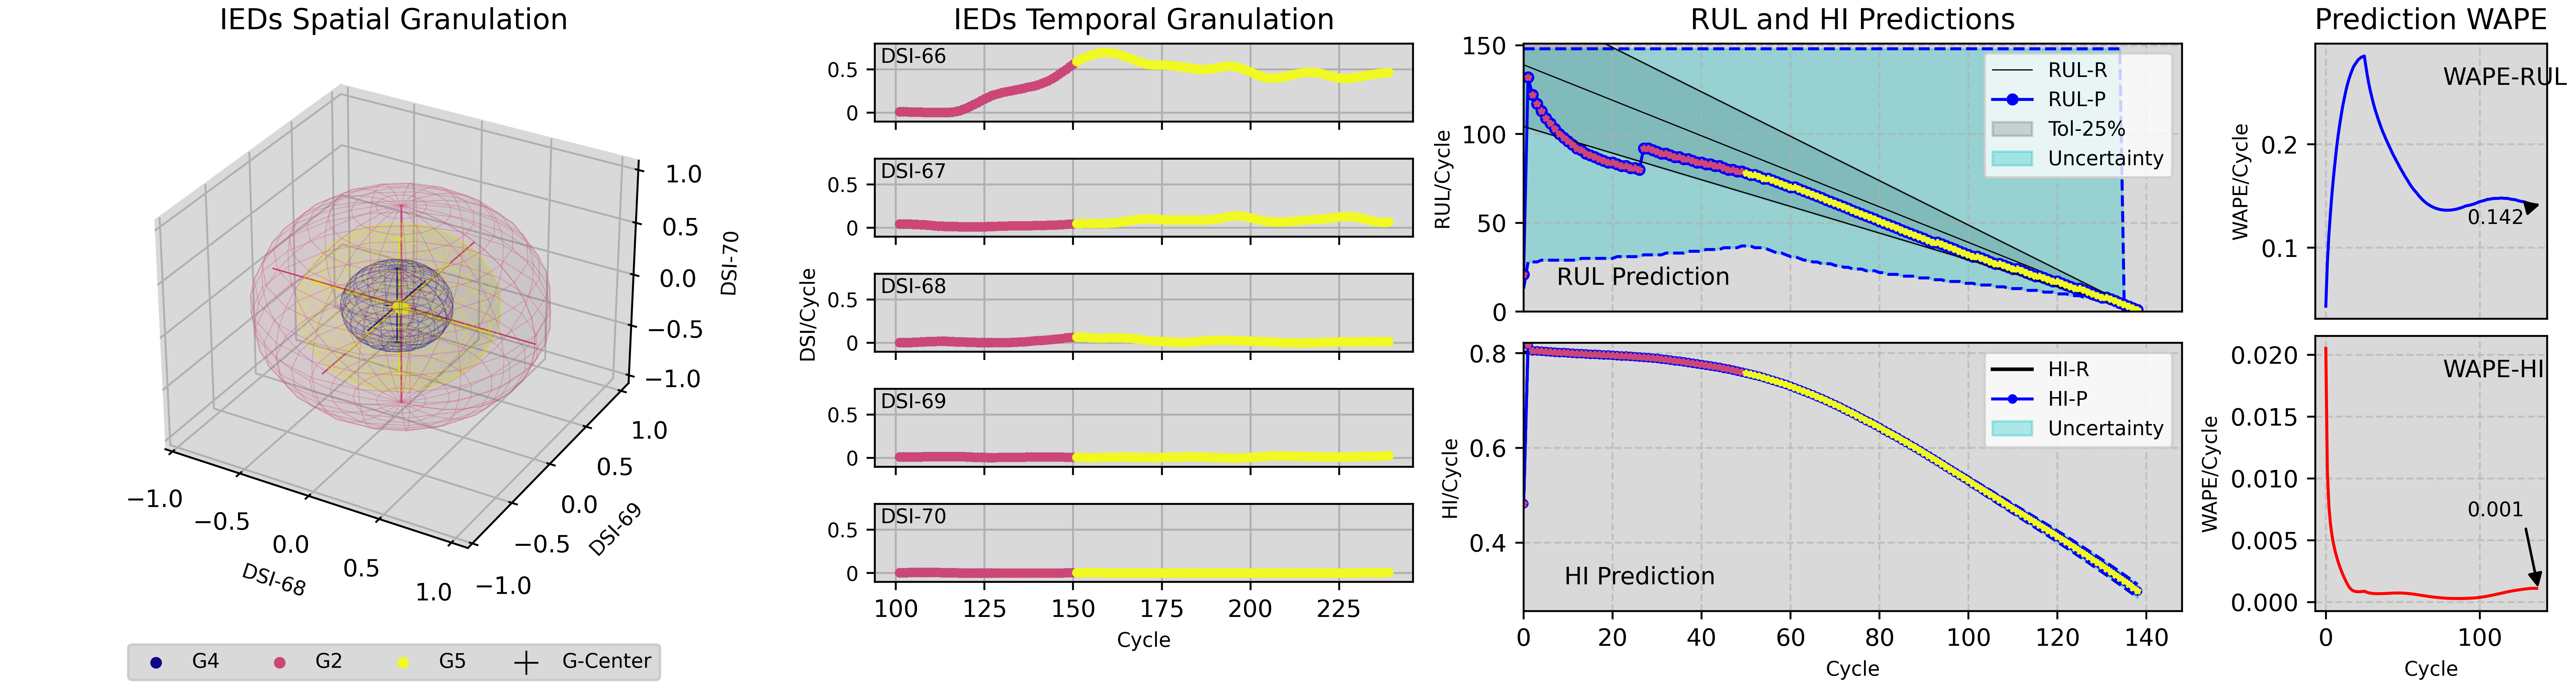 IEDs Spatial Granulation
1.0
0.5
0.0
−0.5
−1.0
DSI-70
1.0
0.5
0.0
−0.5
−1.0
DSI-69
−1.0
−0.5
0.0
0.5
1.0
DSI-68
G4 G2 G5 G-Center
IEDs Temporal Granulation
DSI-66
0.5
0
DSI-67
0.5
0
DSI-68
0.5
0
DSI-69
0.5
0
DSI-70
0.5
0
DSI/Cycle
100 125 150 175 200 225
Cycle
RUL and HI Predictions
150
100
50
0
RUL/Cycle
RUL-R
RUL-P
Tol-25%
Uncertainty
RUL Prediction
0.8
0.6
0.4
HI/Cycle
HI-R
HI-P
Uncertainty
HI Prediction
0 20 40 60 80 100 120 140
Cycle
Prediction WAPE
WAPE-RUL
0.2
0.1
WAPE/Cycle
0.142
WAPE-HI
0.020
0.015
0.010
0.005
0.000
WAPE/Cycle
0.001
0 100
Cycle